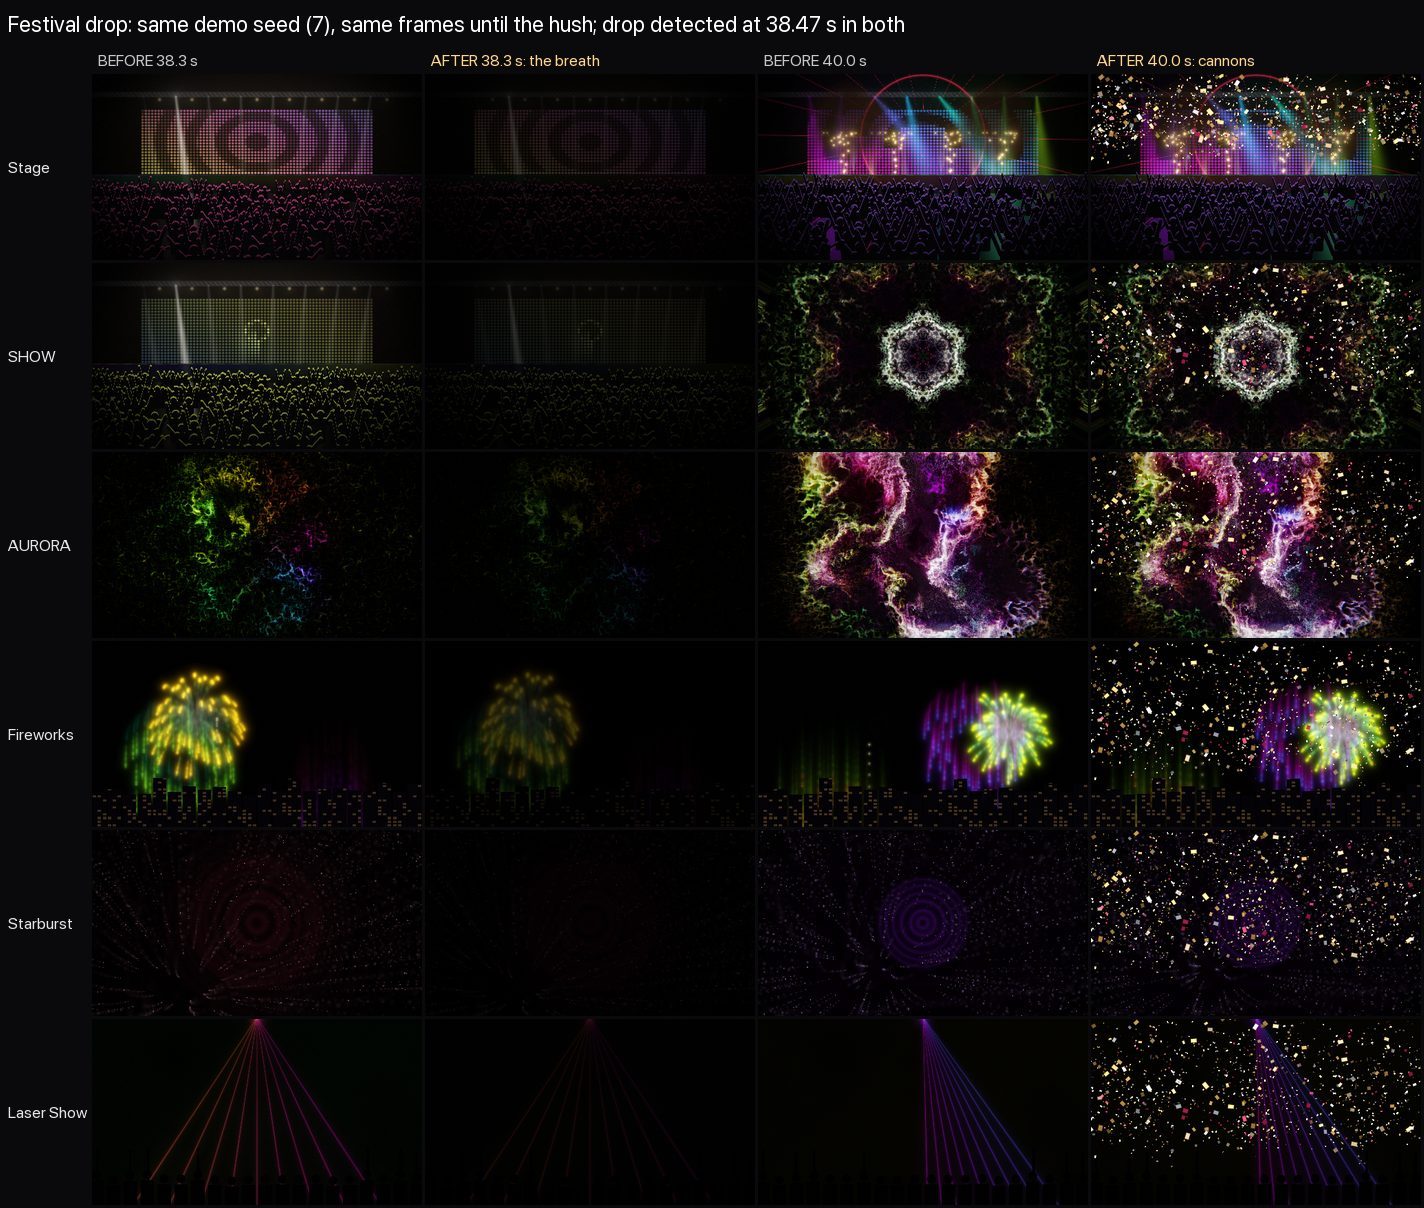 Festival drop: same demo seed (7), same frames until the hush; drop detected at 38.47 s in both
BEFORE 38.3 s
AFTER 38.3 s: the breath
BEFORE 40.0 s
AFTER 40.0 s: cannons
Stage
SHOW
AURORA
Fireworks
Starburst
Laser Show